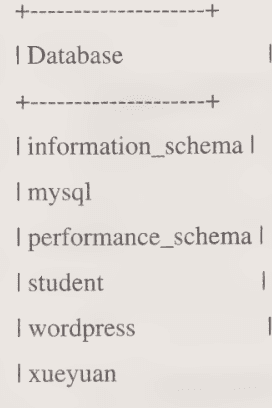 +--------------------+
| Database |
+--------------------+
| information_schema |
| mysql
| performance_schema |
| student |
| wordpress |
| xueyuan